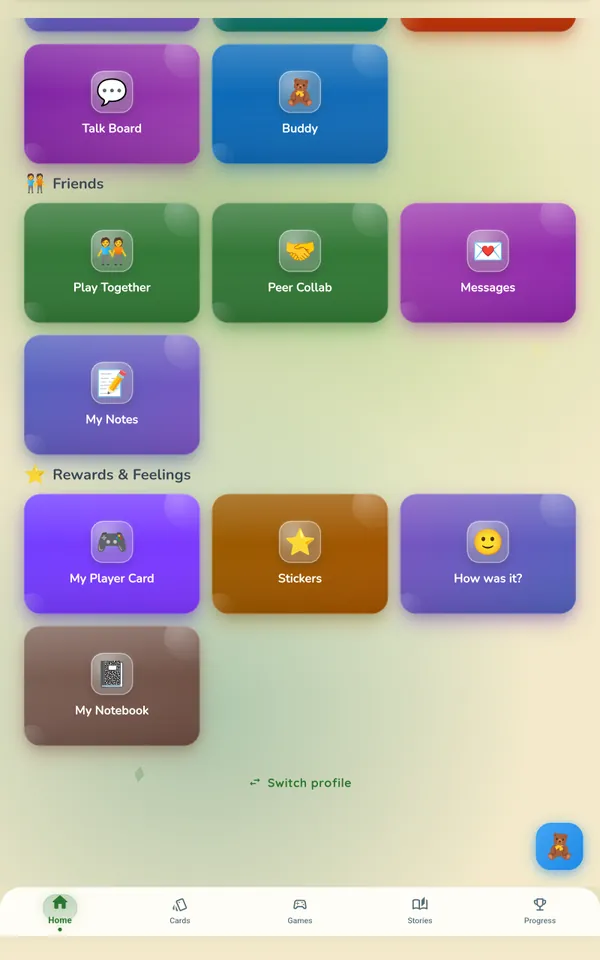 Talk Board
Buddy
Friends
Play Together
Peer Collab
Messages
My Notes
Rewards & Feelings
My Player Card
Stickers
How was it?
My Notebook
Switch profile
Home
Cards
Games
Stories
Progress